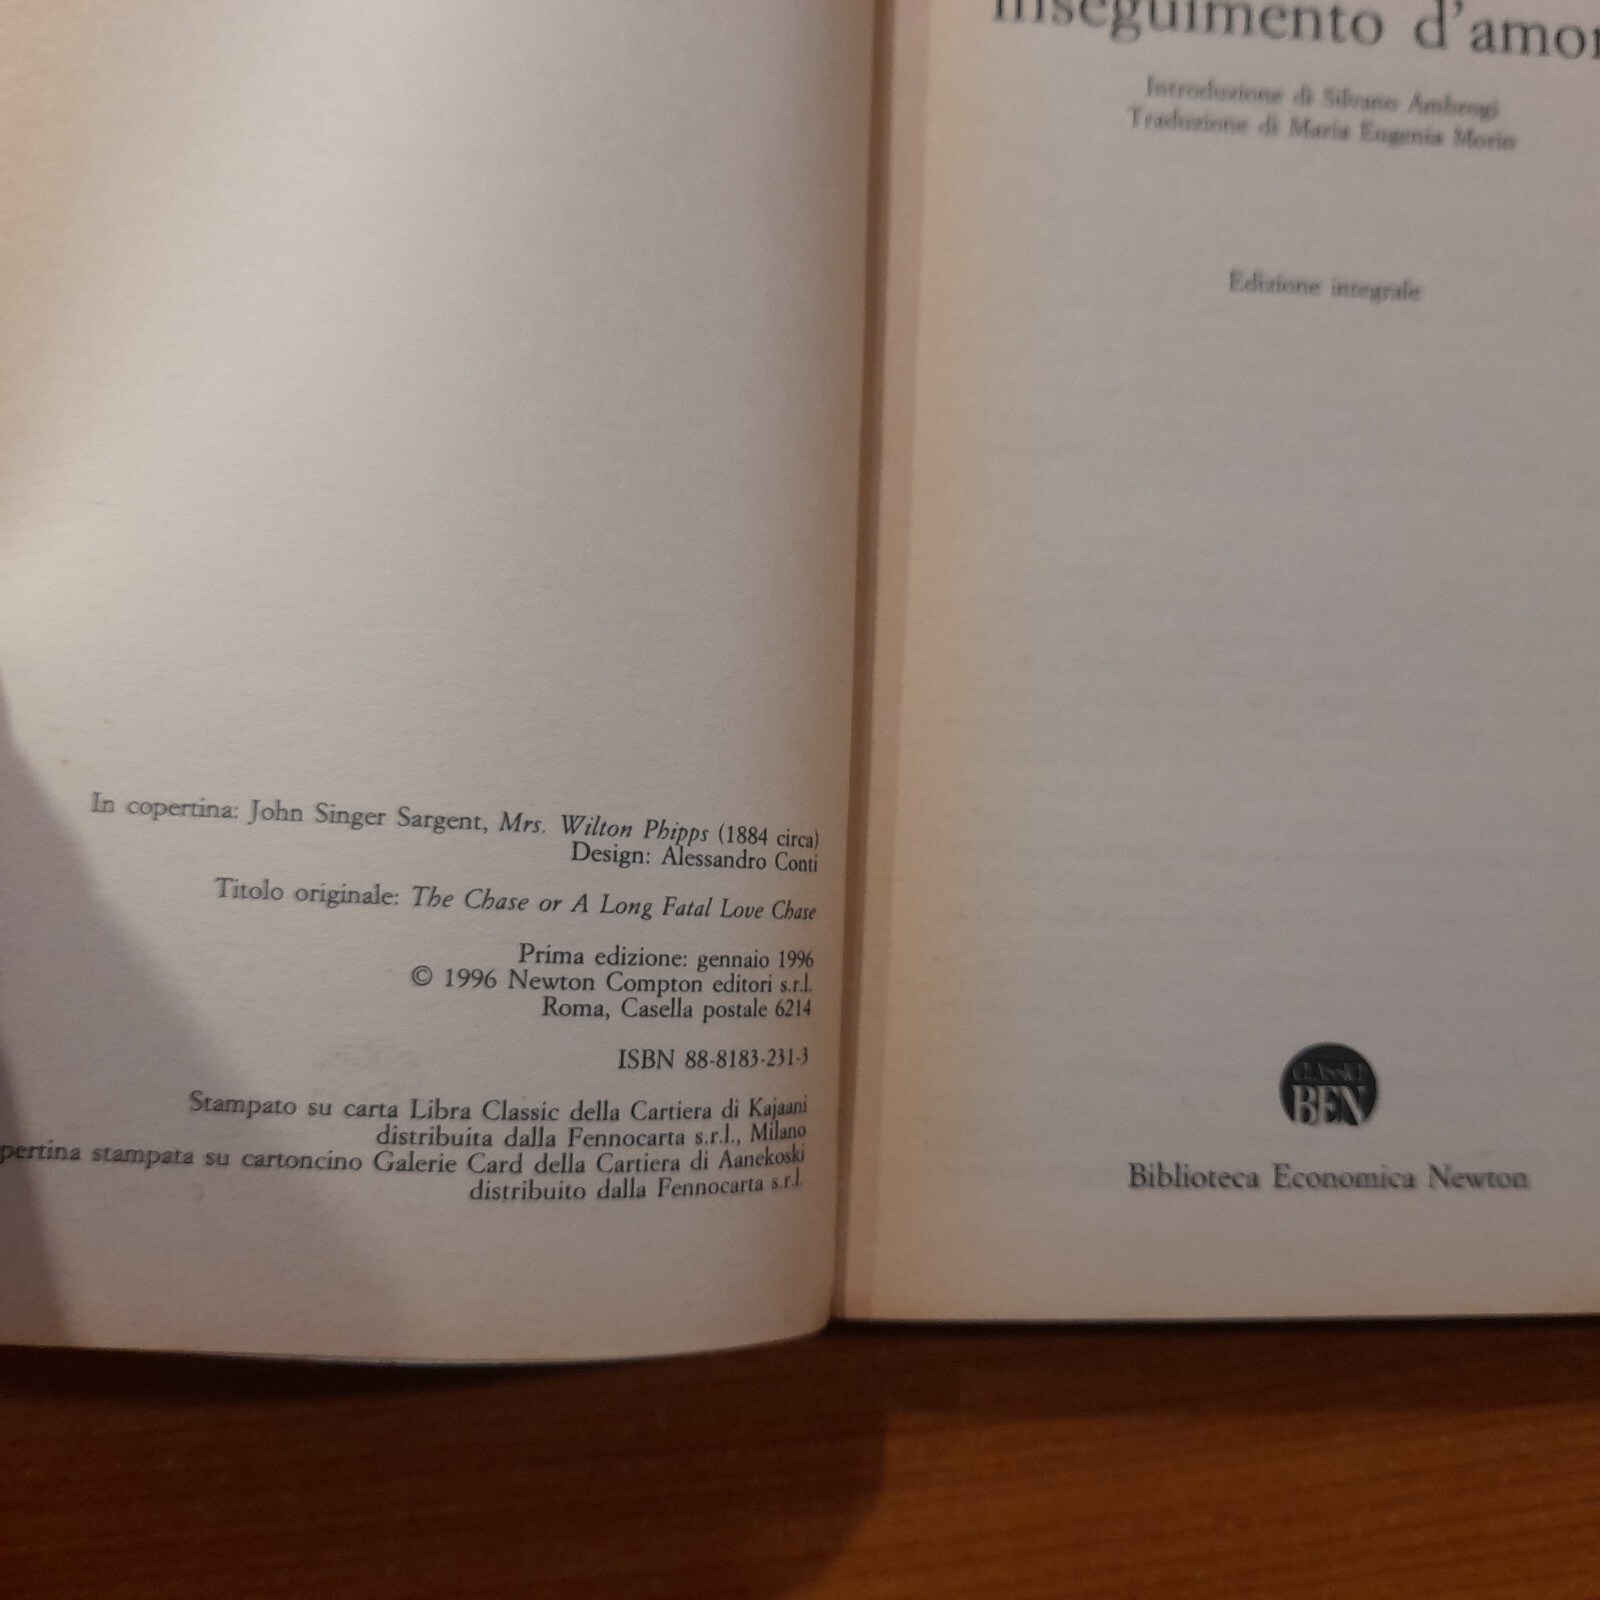 In copertina: John Singer Sargent, Mrs. Wilton Phipps (1884 circa)
Design: Alessandro Conti
Titolo originale: The Chase or A Long Fatal Love Chase
Prima edizione: gennaio 1996
© 1996 Newton Compton editori s.r.l.
Roma, Casella postale 6214
ISBN 88-8183-231-3
Stampato su carta Libra Classic della Cartiera di Kajaani
distribuita dalla Fennocarta s.r.l., Milano
pertina stampata su cartoncino Galerie Card della Cartiera di Aanekoski
distribuito dalla Fennocarta s.r.l.
inseguimento d'amor
Introduzione di Silvano Ambrogi
Traduzione di Maria Eugenia Morin
Edizione integrale
CLASSICI
BEN
Biblioteca Economica Newton